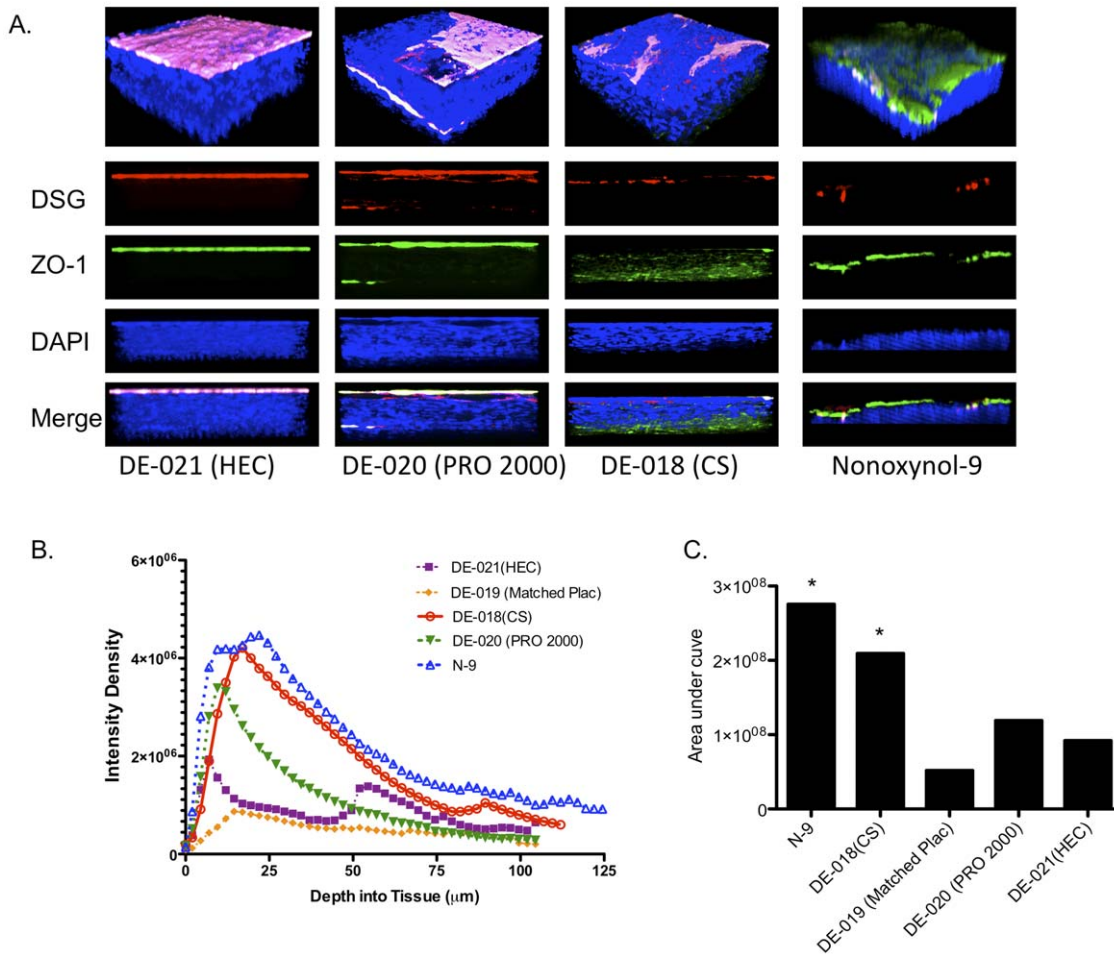 A.
DSG
ZO-1
DAPI
Merge
DE-021 (HEC)
DE-020 (PRO 2000)
DE-018 (CS)
Nonoxynol-9
B.
6×10⁰⁶
4×10⁰⁶
2×10⁰⁶
0
Intensity Density
0 25 50 75 100 125
Depth into Tissue (μm)
DE-021(HEC)
DE-019 (Matched Plac)
DE-018(CS)
DE-020 (PRO 2000)
N-9
C.
3×10⁰⁸
2×10⁰⁸
1×10⁰⁸
0
Area under cuve
*
*
N-9
DE-018(CS)
DE-019 (Matched Plac)
DE-020 (PRO 2000)
DE-021(HEC)